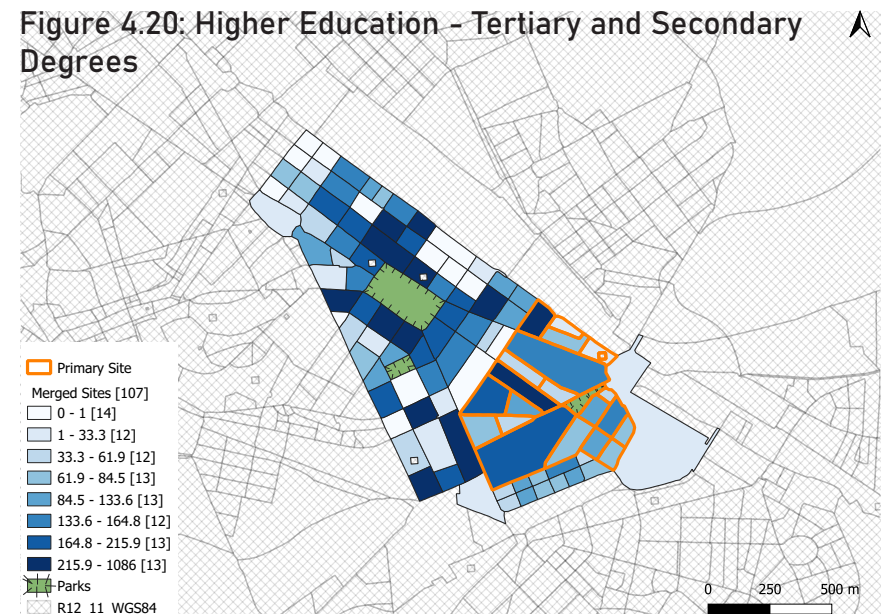 Figure 4.20: Higher Education - Tertiary and Secondary
Degrees
Primary Site
Merged Sites [107]
0 - 1 [14]
1 - 33.3 [12]
33.3 - 61.9 [12]
61.9 - 84.5 [13]
84.5 - 133.6 [13]
133.6 - 164.8 [12]
164.8 - 215.9 [13]
215.9 - 1086 [13]
Parks
R12_11_WGS84
0 250 500 m